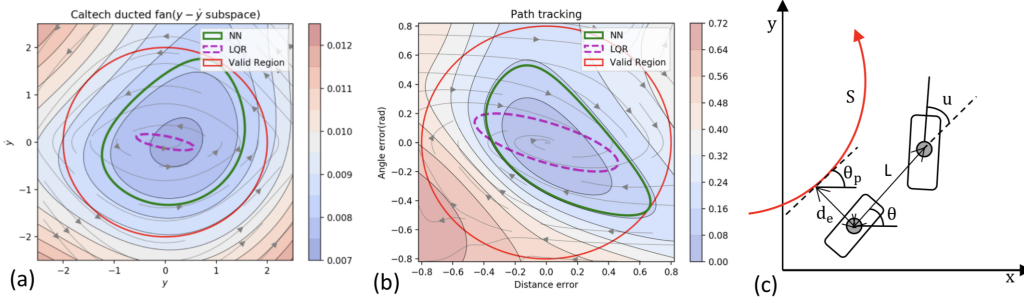 Caltech ducted fan(y − ẏ subspace)
NN
LQR
Valid Region
2
1
0
−1
−2
ẏ
−2
−1
0
1
2
y
0.012
0.011
0.010
0.009
0.008
0.007
(a)
Path tracking
NN
LQR
Valid Region
0.8
0.6
0.4
0.2
0.0
−0.2
−0.4
−0.6
−0.8
Angle error(rad)
−0.8
−0.6
−0.4
−0.2
0.0
0.2
0.4
0.6
0.8
Distance error
0.72
0.64
0.56
0.48
0.40
0.32
0.24
0.16
0.08
0.00
(b)
y
S
u
L
θp
de
θ
x
(c)